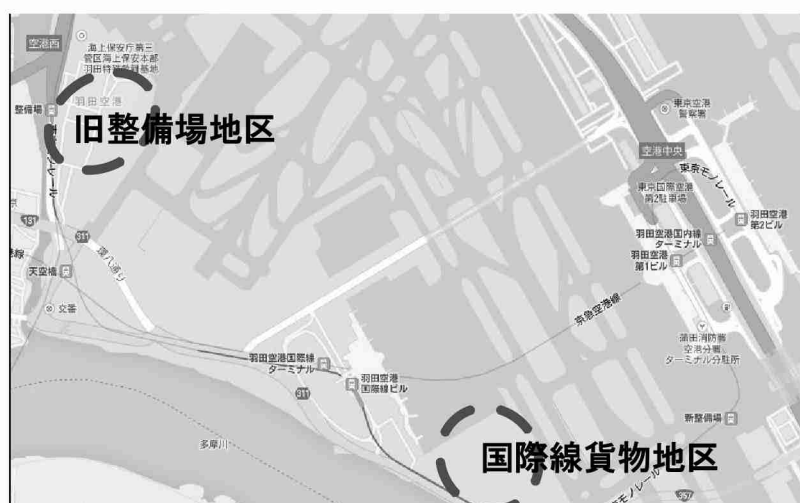 空港西
海上保安庁第三
管区海上保安本部
羽田特殊救難基地
整備場
羽田空港
旧整備場地区
東京空港
警察署
空港中央
東京モノレール
東京国際空港
第2駐車場
羽田空港
第2ビル
羽田空港国内線
ターミナル
羽田空港
第1ビル
131
311
環八通り
天空橋
交番
京急空港線
蒲田消防署
空港分署
ターミナル分駐所
羽田空港国際線
ターミナル
羽田空港
国際線ビル
311
新整備場
多摩川
国際線貨物地区
357